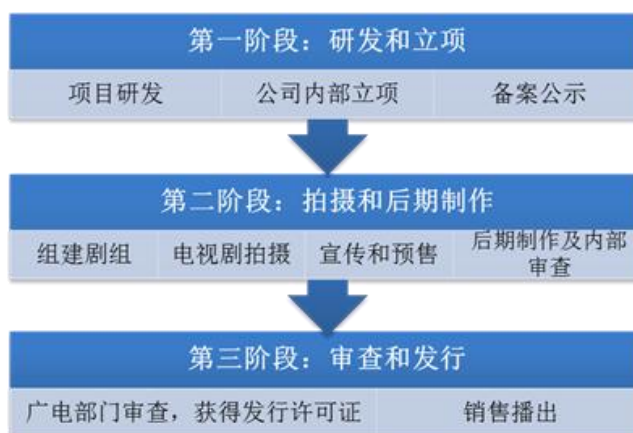 第一阶段：研发和立项
项目研发 公司内部立项 备案公示
第二阶段：拍摄和后期制作
组建剧组 电视剧拍摄 宣传和预售 后期制作及内部
审查
第三阶段：审查和发行
广电部门审查，获得发行许可证 销售播出